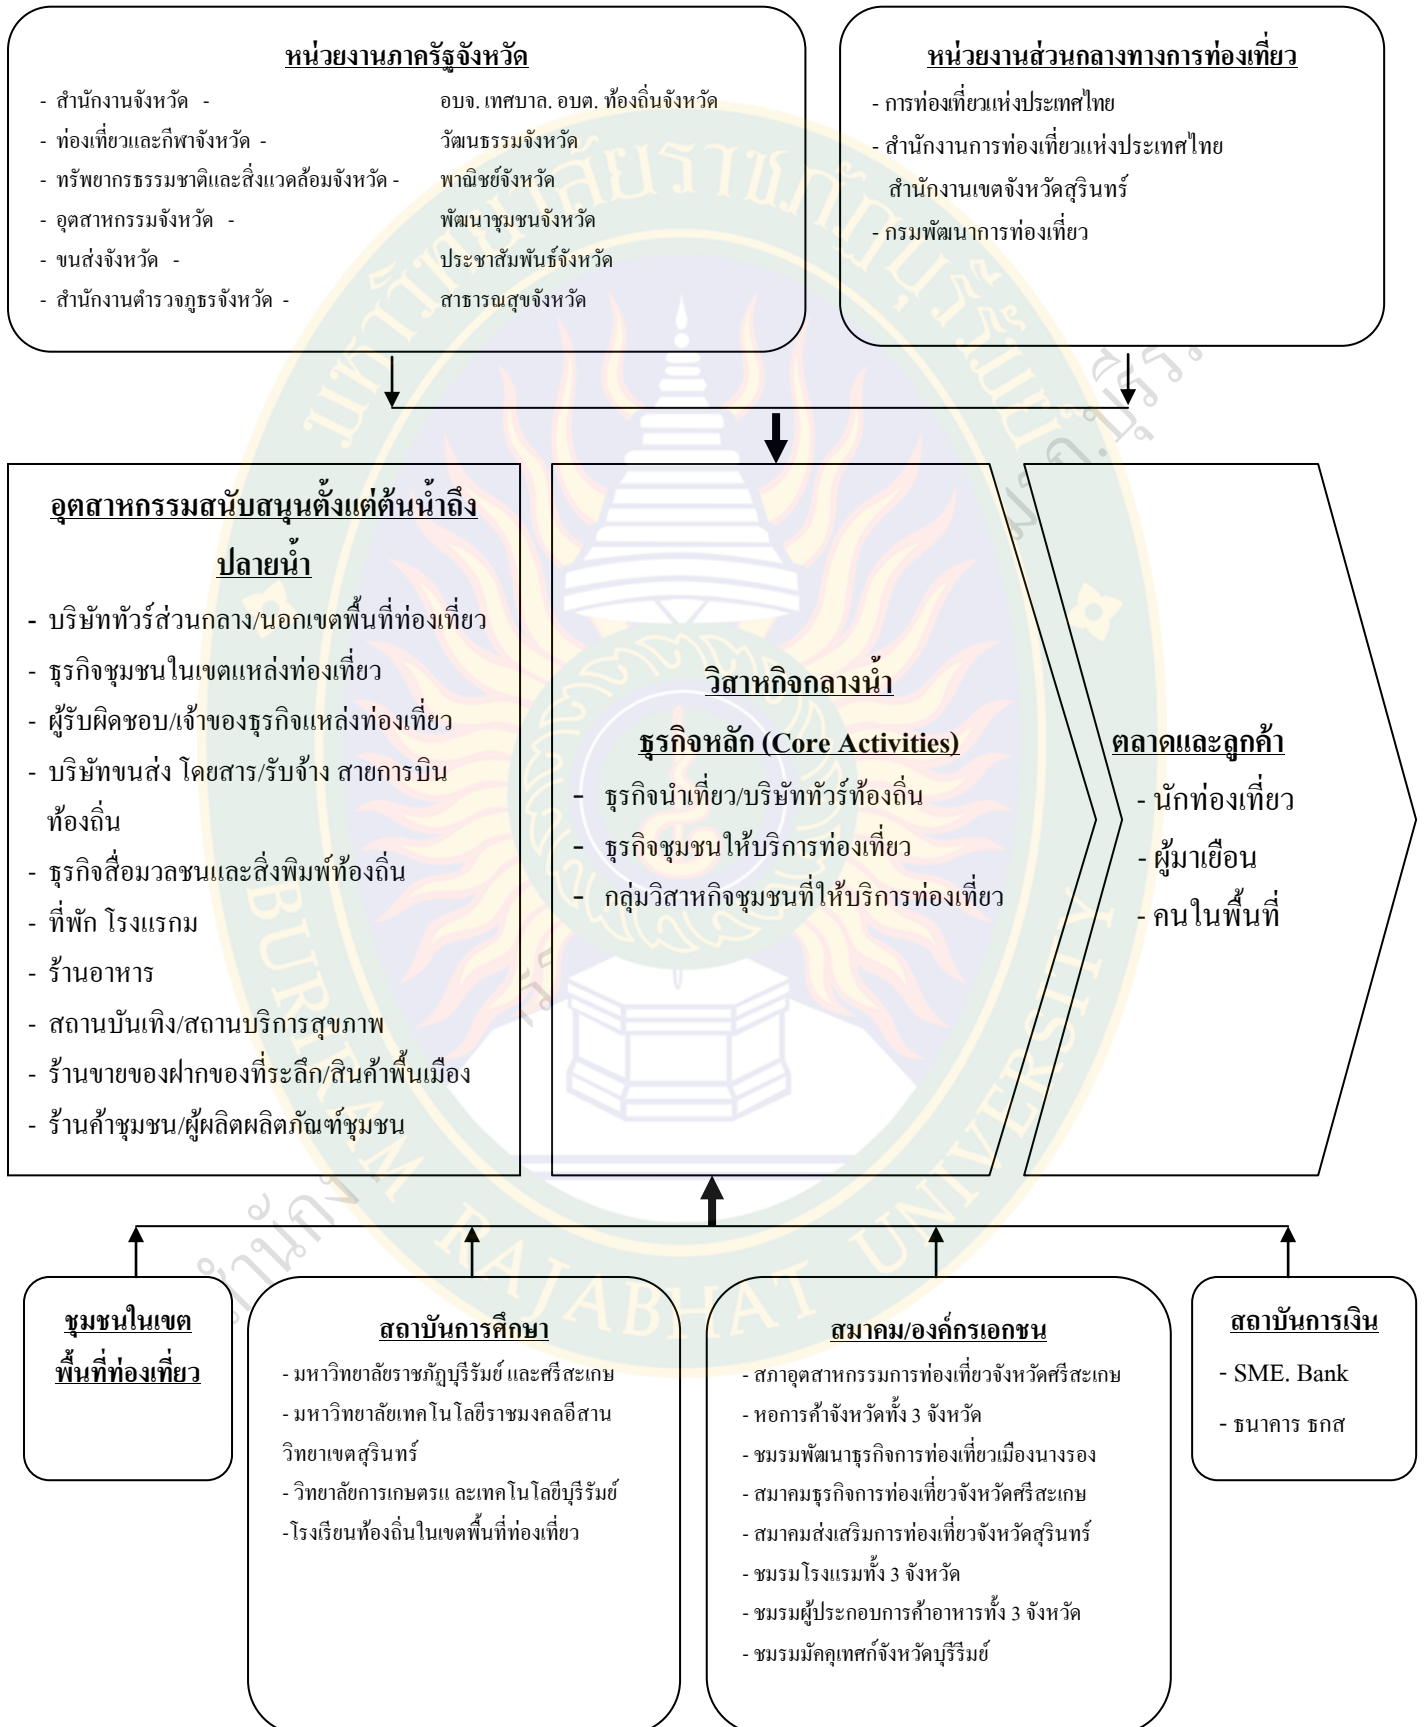 หน่วยงานภาครัฐจังหวัด
- สำนักงานจังหวัด - อบจ. เทศบาล. อบต. ท้องถิ่นจังหวัด
- ท่องเที่ยวและกีฬาจังหวัด - วัฒนธรรมจังหวัด
- ทรัพยากรธรรมชาติและสิ่งแวดล้อมจังหวัด - พาณิชย์จังหวัด
- อุตสาหกรรมจังหวัด - พัฒนาชุมชนจังหวัด
- ขนส่งจังหวัด - ประชาสัมพันธ์จังหวัด
- สำนักงานตำรวจภูธรจังหวัด - สาธารณสุขจังหวัด
หน่วยงานส่วนกลางทางการท่องเที่ยว
- การท่องเที่ยวแห่งประเทศไทย
- สำนักงานการท่องเที่ยวแห่งประเทศไทย
สำนักงานเขตจังหวัดสุรินทร์
- กรมพัฒนาการท่องเที่ยว
อุตสาหกรรมสนับสนุนตั้งแต่ต้นน้ำถึง
ปลายน้ำ
- บริษัททัวร์ส่วนกลาง/นอกเขตพื้นที่ท่องเที่ยว
- ธุรกิจชุมชนในเขตแหล่งท่องเที่ยว
- ผู้รับผิดชอบ/เจ้าของธุรกิจแหล่งท่องเที่ยว
- บริษัทขนส่ง โดยสาร/รับจ้าง สายการบิน
ท้องถิ่น
- ธุรกิจสื่อมวลชนและสิ่งพิมพ์ท้องถิ่น
- ที่พัก โรงแรกม
- ร้านอาหาร
- สถานบันเทิง/สถานบริการสุขภาพ
- ร้านขายของฝากของที่ระลึก/สินค้าพื้นเมือง
- ร้านค้าชุมชน/ผู้ผลิตผลิตภัณฑ์ชุมชน
วิสาหกิจกลางน้ำ
ธุรกิจหลัก (Core Activities)
- ธุรกิจนำเที่ยว/บริษัททัวร์ท้องถิ่น
- ธุรกิจชุมชนให้บริการท่องเที่ยว
- กลุ่มวิสาหกิจชุมชนที่ให้บริการท่องเที่ยว
ตลาดและลูกค้า
- นักท่องเที่ยว
- ผู้มาเยือน
- คนในพื้นที่
ชุมชนในเขต
พื้นที่ท่องเที่ยว
สถาบันการศึกษา
- มหาวิทยาลัยราชภัฏบุรีรัมย์ และศรีสะเกษ
- มหาวิทยาลัยเทคโนโลยีราชมงคลอีสาน
วิทยาเขตสุรินทร์
- วิทยาลัยการเกษตรแ ละเทคโนโลยีบุรีรัมย์
-โรงเรียนท้องถิ่นในเขตพื้นที่ท่องเที่ยว
สมาคม/องค์กรเอกชน
- สภาอุตสาหกรรมการท่องเที่ยวจังหวัดศรีสะเกษ
- หอการค้าจังหวัดทั้ง 3 จังหวัด
- ชมรมพัฒนาธุรกิจการท่องเที่ยวเมืองนางรอง
- สมาคมธุรกิจการท่องเที่ยวจังหวัดศรีสะเกษ
- สมาคมส่งเสริมการท่องเที่ยวจังหวัดสุรินทร์
- ชมรมโรงแรมทั้ง 3 จังหวัด
- ชมรมผู้ประกอบการค้าอาหารทั้ง 3 จังหวัด
- ชมรมมัคคุเทศก์จังหวัดบุรีรีมย์
สถาบันการเงิน
- SME. Bank
- ธนาคาร ธกส
มหาวิทยาลัยราชภัฏบุรีรัมย์
BURIRAM RAJABHAT UNIVERSITY